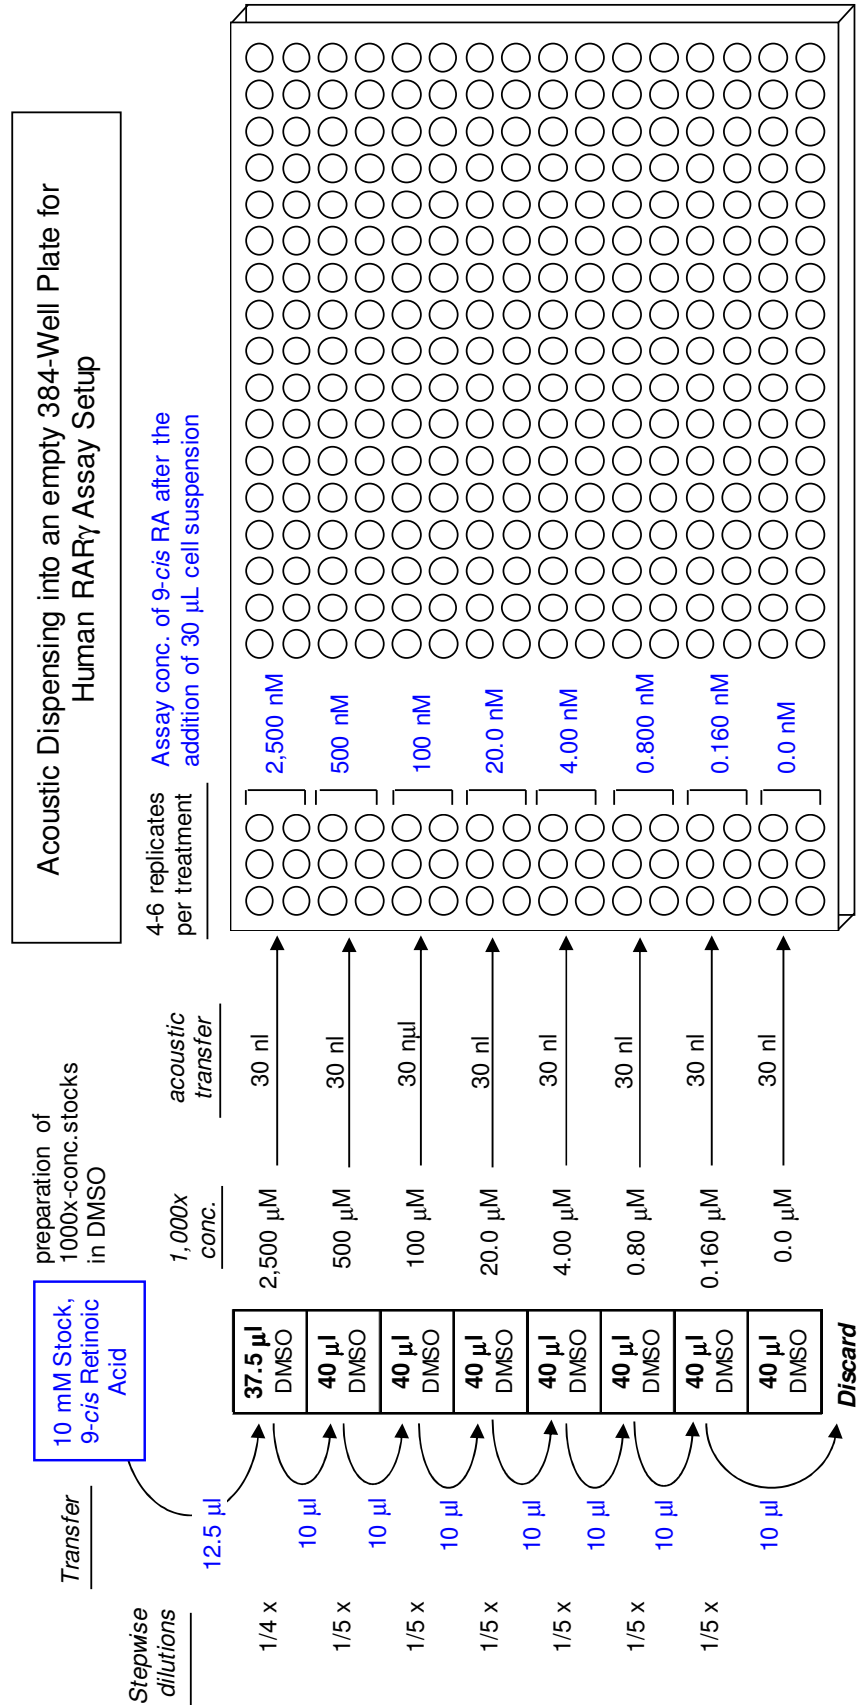 Acoustic Dispensing into an empty 384-Well Plate for
Human RARγ Assay Setup
Stepwise
dilutions
Transfer
10 mM Stock,
9-cis Retinoic
Acid
preparation of
1000x-conc.stocks
in DMSO
1,000x
conc.
acoustic
transfer
4-6 replicates
per treatment
Assay conc. of 9-cis RA after the
addition of 30 μL cell suspension
12.5 μl
1/4 x
37.5 μl
DMSO
2,500 μM
30 nl
2,500 nM
10 μl
1/5 x
40 μl
DMSO
500 μM
30 nl
500 nM
10 μl
1/5 x
40 μl
DMSO
100 μM
30 nμl
100 nM
10 μl
1/5 x
40 μl
DMSO
20.0 μM
30 nl
20.0 nM
10 μl
1/5 x
40 μl
DMSO
4.00 μM
30 nl
4.00 nM
10 μl
1/5 x
40 μl
DMSO
0.80 μM
30 nl
0.800 nM
10 μl
1/5 x
40 μl
DMSO
0.160 μM
30 nl
0.160 nM
10 μl
40 μl
DMSO
0.0 μM
30 nl
0.0 nM
Discard